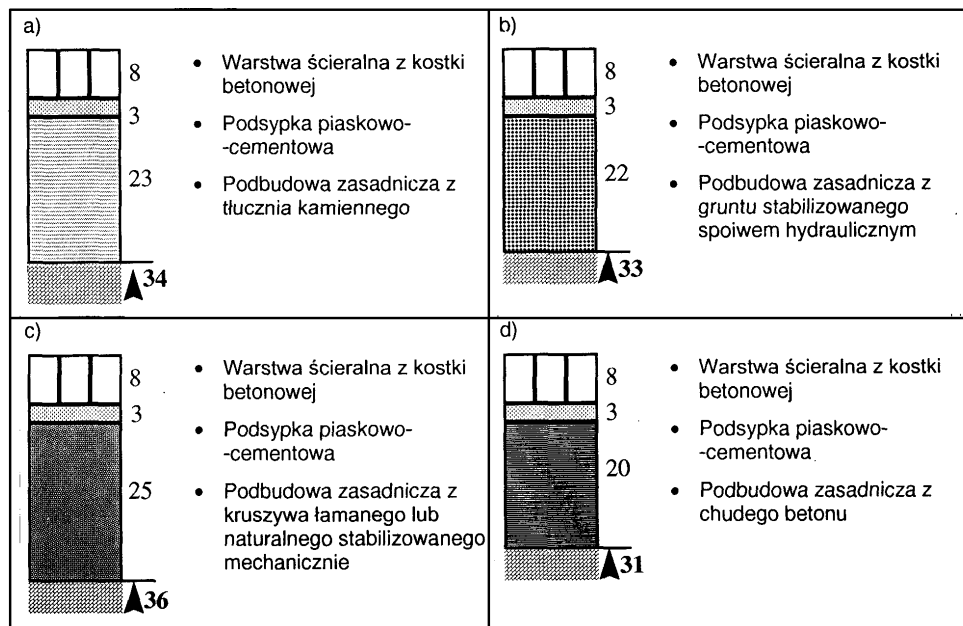 a)
8
3
23
34
• Warstwa ścieralna z kostki
betonowej
• Podsypka piaskowo-
-cementowa
• Podbudowa zasadnicza z
tłucznia kamiennego
b)
8
3
22
33
• Warstwa ścieralna z kostki
betonowej
• Podsypka piaskowo-
-cementowa
• Podbudowa zasadnicza z
gruntu stabilizowanego
spoiwem hydraulicznym
c)
8
3
25
36
• Warstwa ścieralna z kostki
betonowej
• Podsypka piaskowo-
-cementowa
• Podbudowa zasadnicza z
kruszywa łamanego lub
naturalnego stabilizowanego
mechanicznie
d)
8
3
20
31
• Warstwa ścieralna z kostki
betonowej
• Podsypka piaskowo-
-cementowa
• Podbudowa zasadnicza z
chudego betonu